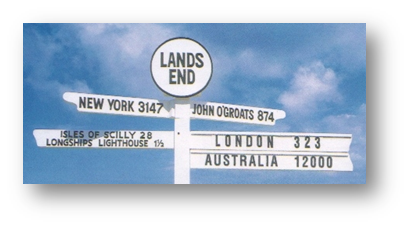 LANDS
END
NEW YORK 3147
JOHN O'GROATS 874
ISLES OF SCILLY 28
LONGSHIPS LIGHTHOUSE 1½
LONDON 323
AUSTRALIA 12000